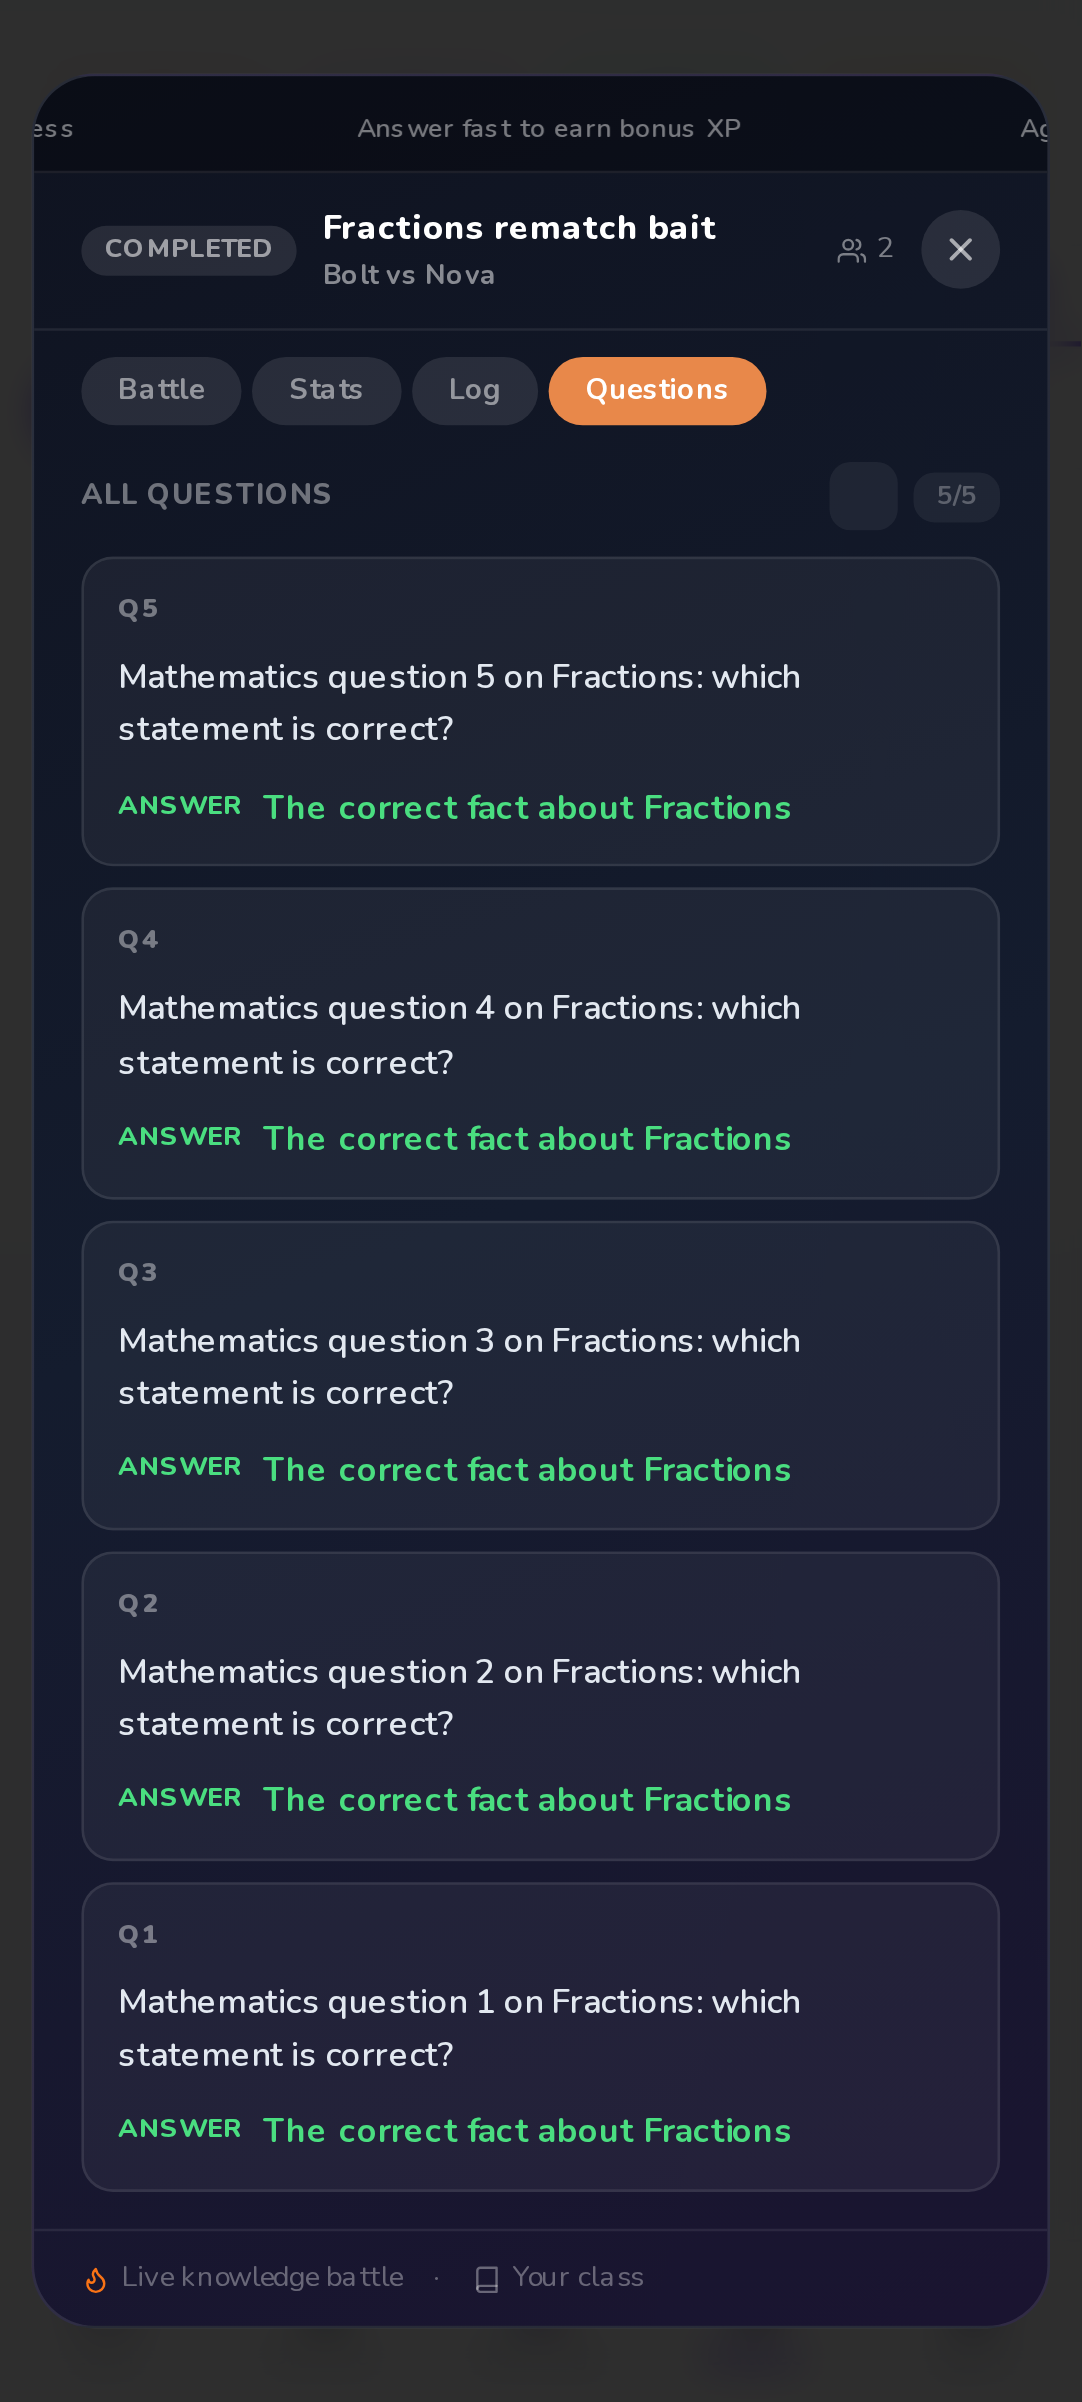 ess
Answer fast to earn bonus XP
Ag
COMPLETED
Fractions rematch bait
Bolt vs Nova
2
Battle
Stats
Log
Questions
ALL QUESTIONS
5/5
Q5
Mathematics question 5 on Fractions: which
statement is correct?
ANSWER The correct fact about Fractions
Q4
Mathematics question 4 on Fractions: which
statement is correct?
ANSWER The correct fact about Fractions
Q3
Mathematics question 3 on Fractions: which
statement is correct?
ANSWER The correct fact about Fractions
Q2
Mathematics question 2 on Fractions: which
statement is correct?
ANSWER The correct fact about Fractions
Q1
Mathematics question 1 on Fractions: which
statement is correct?
ANSWER The correct fact about Fractions
Live knowledge battle · Your class